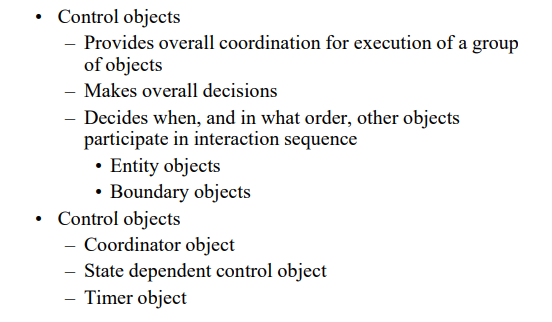 • Control objects
– Provides overall coordination for execution of a group
of objects
– Makes overall decisions
– Decides when, and in what order, other objects
participate in interaction sequence
• Entity objects
• Boundary objects
• Control objects
– Coordinator object
– State dependent control object
– Timer object